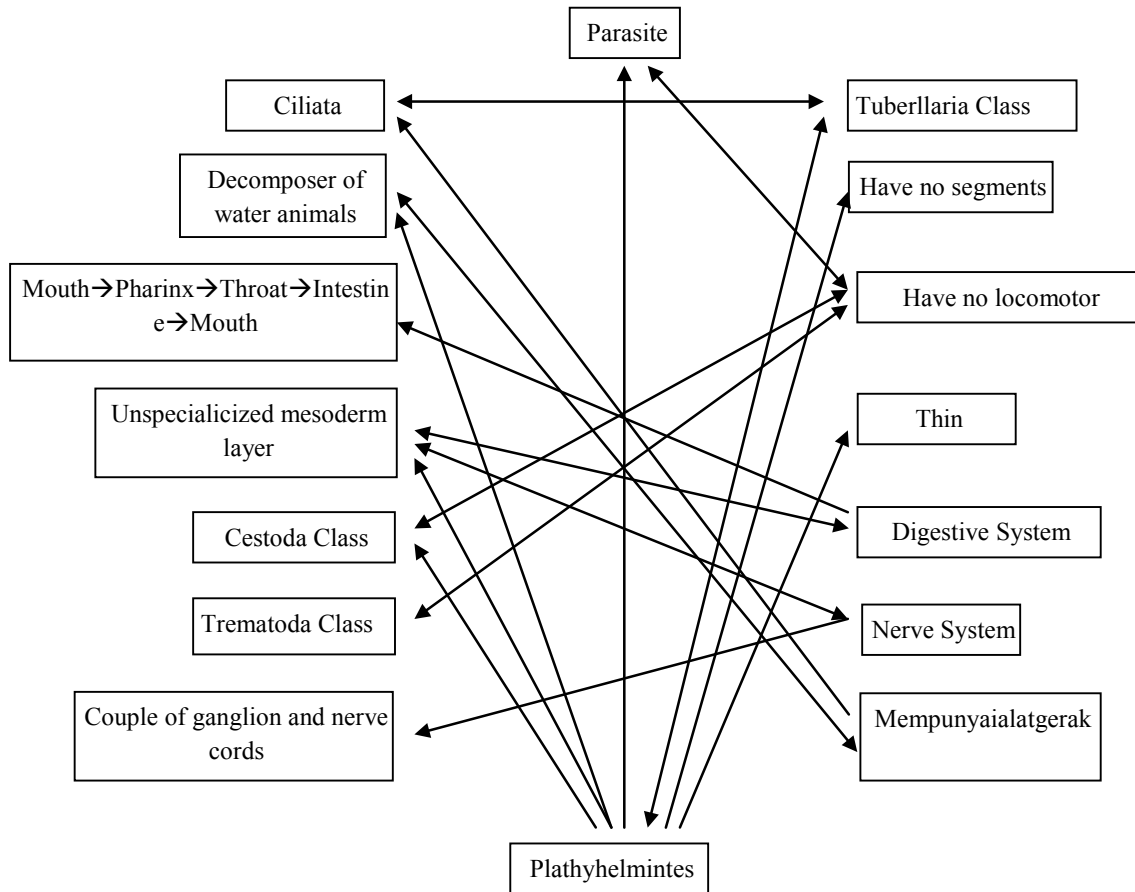 Parasite
Ciliata
Tuberllaria Class
Decomposer of
water animals
Have no segments
Mouth→Pharinx→Throat→Intestin
e→Mouth
Have no locomotor
Unspecialicized mesoderm
layer
Thin
Cestoda Class
Digestive System
Trematoda Class
Nerve System
Couple of ganglion and nerve
cords
Mempunyaialatgerak
Plathyhelmintes